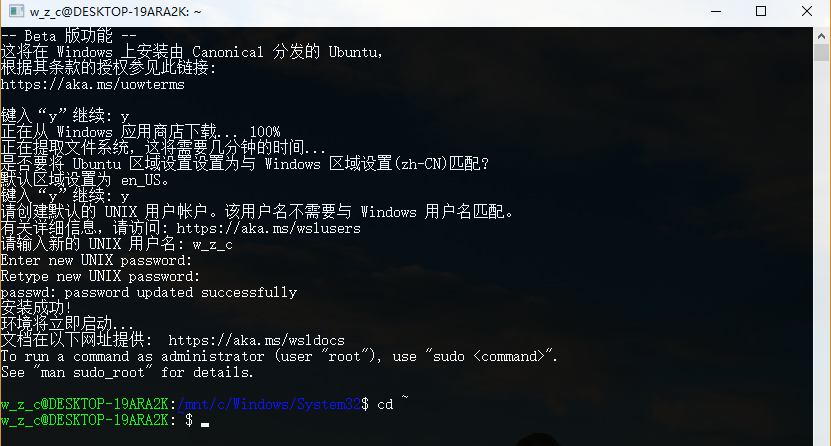 w_z_c@DESKTOP-19ARA2K: ~
-- Beta 版功能 --
这将在 Windows 上安装由 Canonical 分发的 Ubuntu，
根据其条款的授权参见此链接:
https://aka.ms/uowterms
键入“y”继续: y
正在从 Windows 应用商店下载... 100%
正在提取文件系统，这将需要几分钟的时间...
是否要将 Ubuntu 区域设置设置为与 Windows 区域设置(zh-CN)匹配?
默认区域设置为 en_US。
键入“y”继续: y
请创建默认的 UNIX 用户帐户。该用户名不需要与 Windows 用户名匹配。
有关详细信息，请访问: https://aka.ms/wslusers
请输入新的 UNIX 用户名: w_z_c
Enter new UNIX password:
Retype new UNIX password:
passwd: password updated successfully
安装成功!
环境将立即启动...
文档在以下网址提供:  https://aka.ms/wsldocs
To run a command as administrator (user "root"), use "sudo <command>".
See "man sudo_root" for details.
w_z_c@DESKTOP-19ARA2K:/mnt/c/Windows/System32$ cd ~
w_z_c@DESKTOP-19ARA2K: $